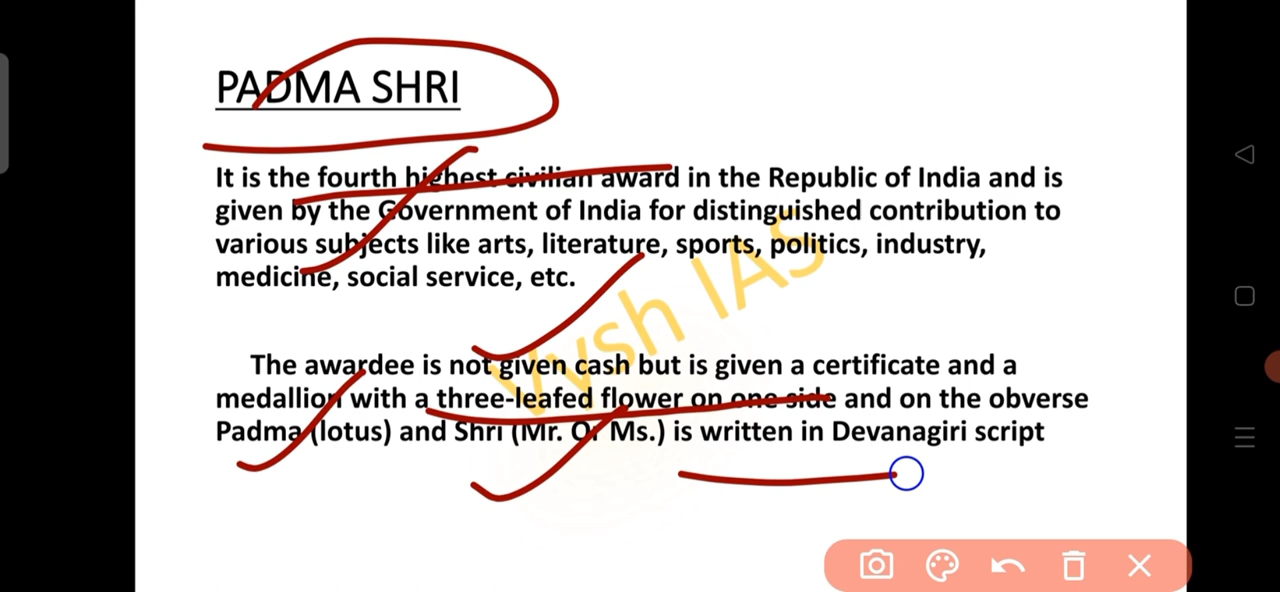 PADMA SHRI
It is the fourth highest civilian award in the Republic of India and is
given by the Government of India for distinguished contribution to
various subjects like arts, literature, sports, politics, industry,
medicine, social service, etc.
The awardee is not given cash but is given a certificate and a
medallion with a three-leafed flower on one side and on the obverse
Padma (lotus) and Shri (Mr. Or Ms.) is written in Devanagiri script
Vysh IAS